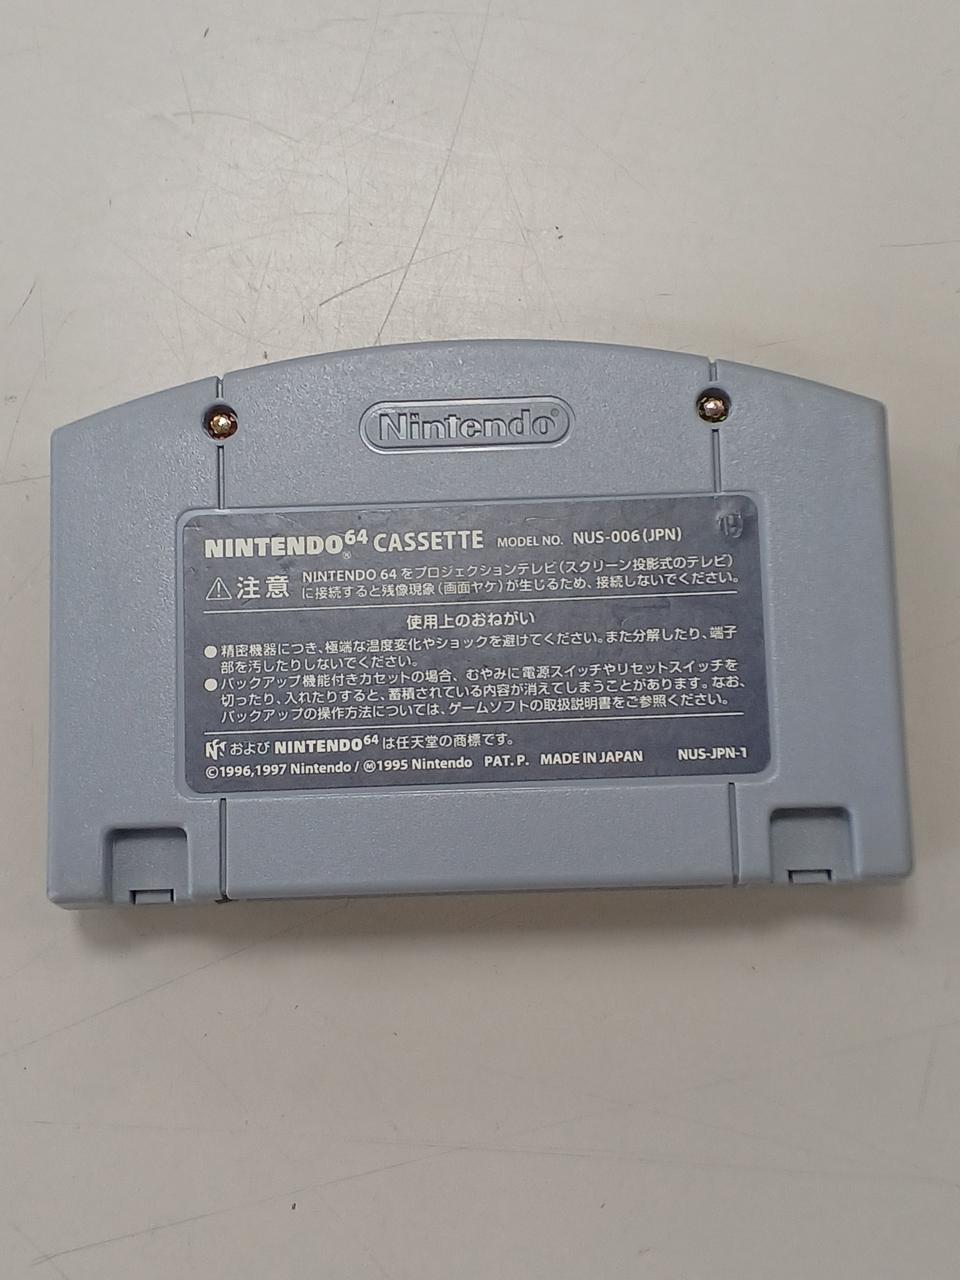 Nintendo®
NINTENDO64® CASSETTE MODEL NO. NUS-006(JPN)
⚠注意 NINTENDO 64 をプロジェクションテレビ(スクリーン投影式のテレビ)
に接続すると残像現象(画面ヤケ)が生じるため、接続しないでください。
使用上のおねがい
●精密機器につき、極端な温度変化やショックを避けてください。また分解したり、端子
部を汚したりしないでください。
●バックアップ機能付きカセットの場合、むやみに電源スイッチやリセットスイッチを
切ったり、入れたりすると、蓄積されている内容が消えてしまうことがあります。なお、
バックアップの操作方法については、ゲームソフトの取扱説明書をご参照ください。
および NINTENDO64 は任天堂の商標です。
©1996,1997 Nintendo / Ⓜ1995 Nintendo PAT. P. MADE IN JAPAN NUS-JPN-1